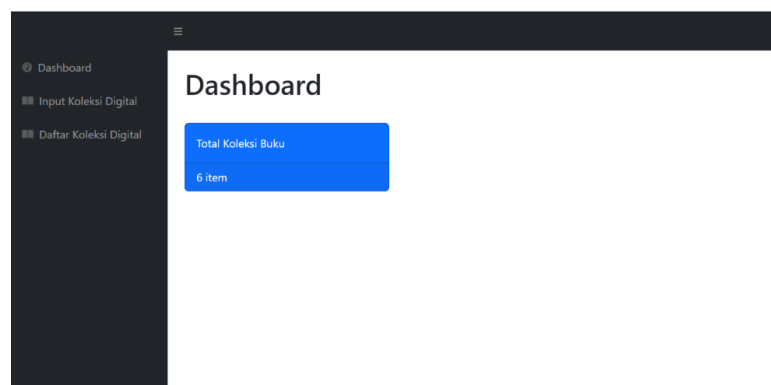 Dashboard
Input Koleksi Digital
Daftar Koleksi Digital
Dashboard
Total Koleksi Buku
6 item